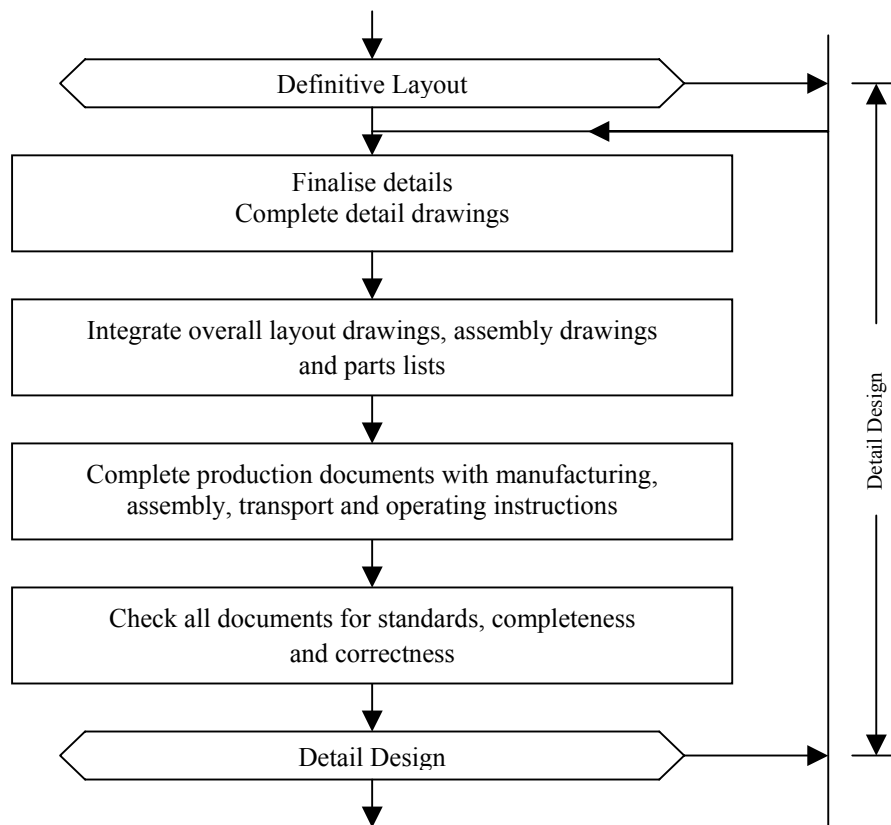 Definitive Layout
Finalise details
Complete detail drawings
Integrate overall layout drawings, assembly drawings
and parts lists
Complete production documents with manufacturing,
assembly, transport and operating instructions
Check all documents for standards, completeness
and correctness
Detail Design
Detail Design